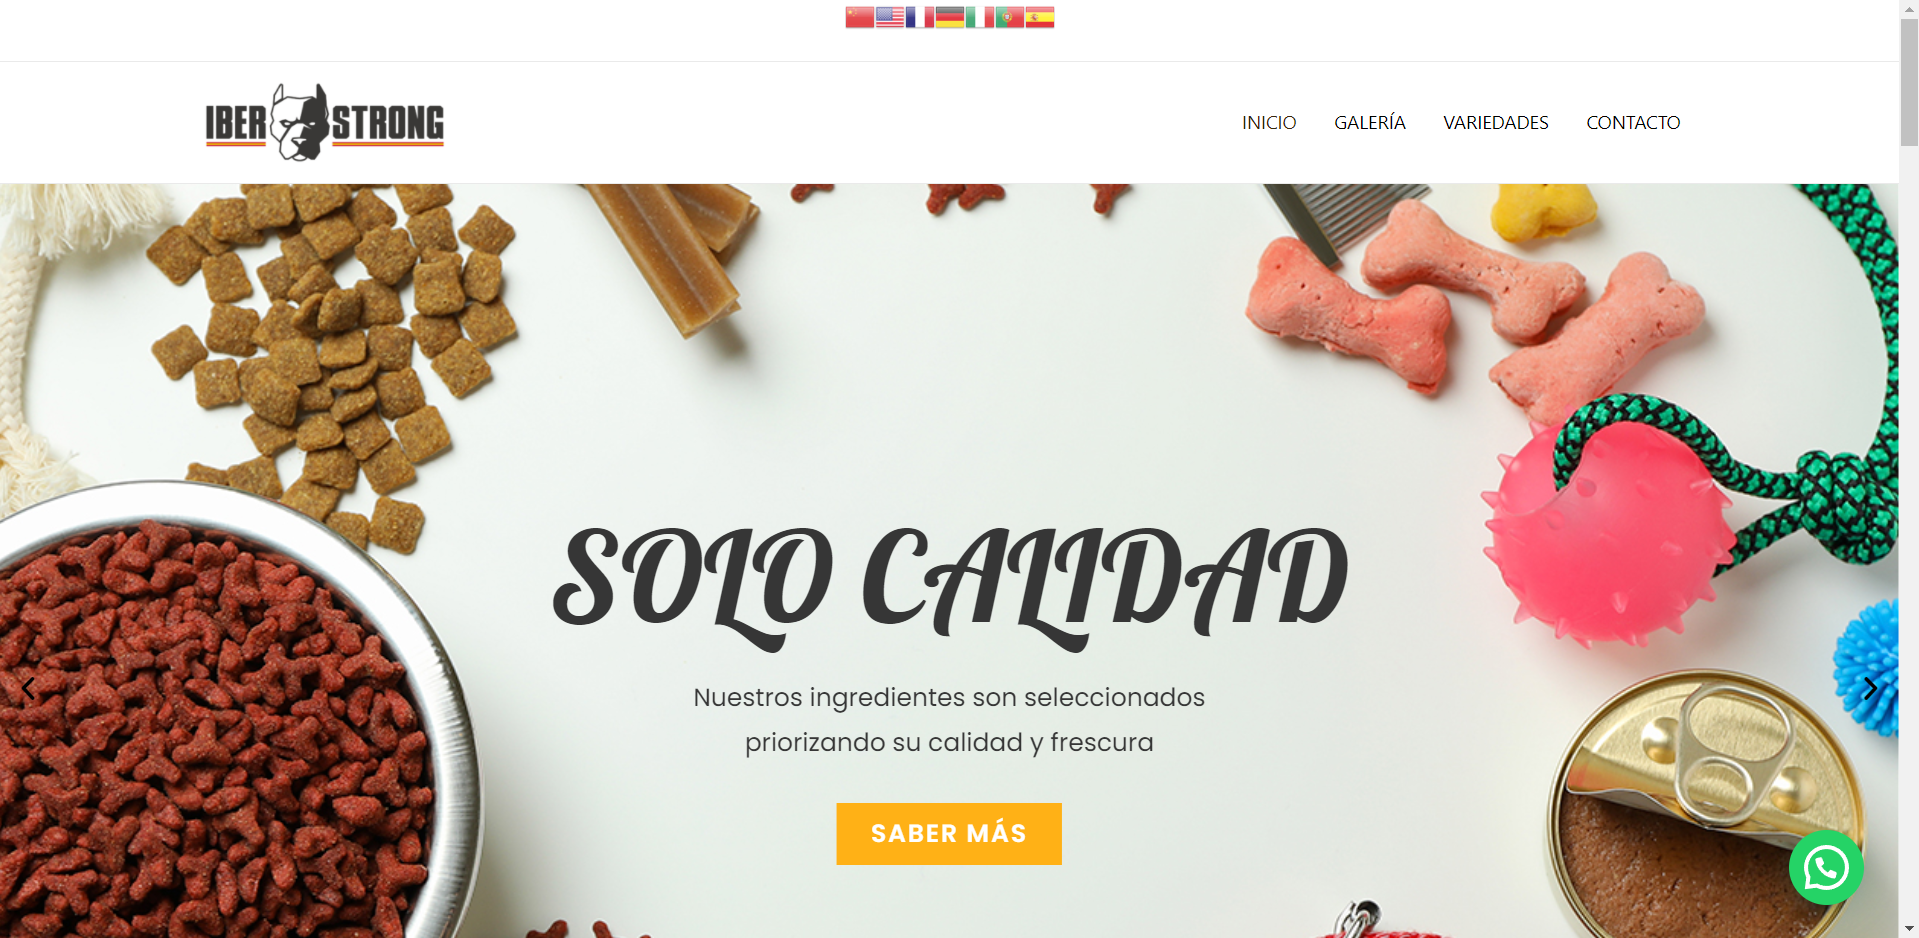 IBER STRONG
INICIO
GALERÍA
VARIEDADES
CONTACTO
SOLO CALIDAD
Nuestros ingredientes son seleccionados
priorizando su calidad y frescura
SABER MÁS